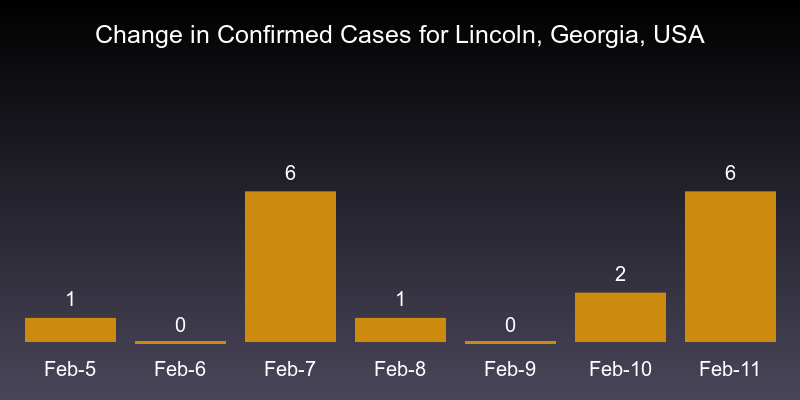 Change in Confirmed Cases for Lincoln, Georgia, USA
1
0
6
1
0
2
6
Feb-5
Feb-6
Feb-7
Feb-8
Feb-9
Feb-10
Feb-11